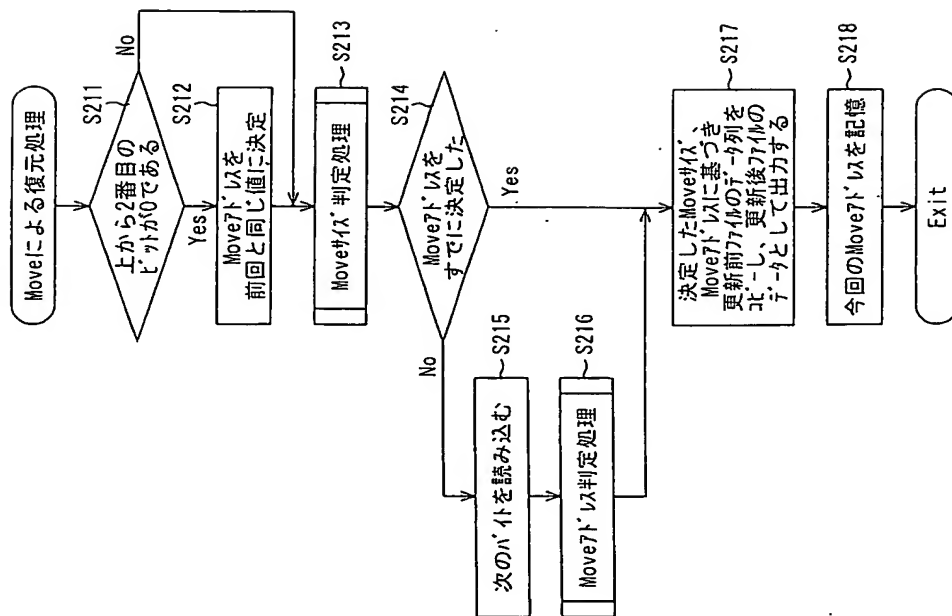 Moveによる復元処理
S211
上から2番目の
ビットが0である
No
Yes
S212
Moveアドレスを
前回と同じ値に決定
S213
Moveサイズ判定処理
S214
Moveアドレスを
すでに決定した
No
Yes
S215
次のバイトを読み込む
S216
Moveアドレス判定処理
S217
決定したMoveサイズ、
Moveアドレスに基づき
更新前ファイルのデータ列を
コピーし、更新後ファイルの
データとして出力する
S218
今回のMoveアドレスを記憶
Exit